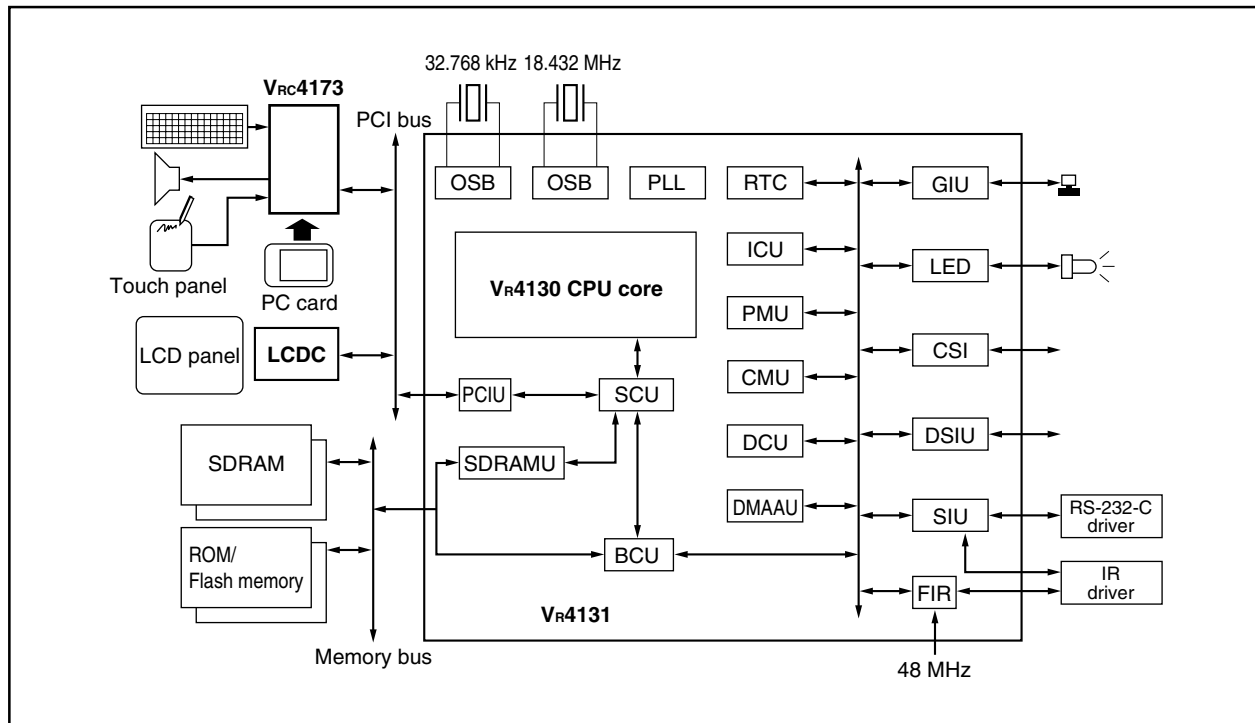 32.768 kHz
18.432 MHz
VRC4173
PCI bus
OSB
OSB
PLL
RTC
GIU
ICU
LED
Touch panel
PC card
VR4130 CPU core
PMU
LCD panel
LCDC
CSI
PCIU
SCU
CMU
SDRAM
SDRAMU
DCU
DSIU
DMAAU
SIU
RS-232-C
driver
ROM/
Flash memory
BCU
IR
driver
FIR
VR4131
Memory bus
48 MHz